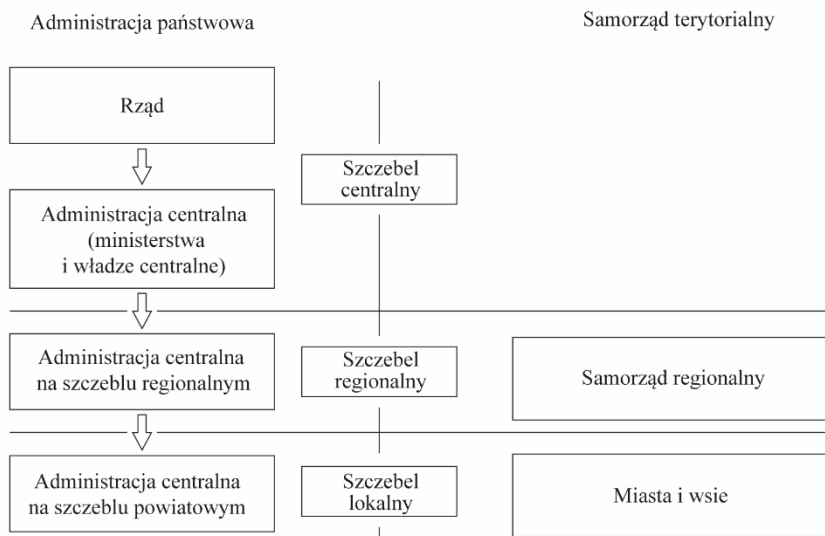 Administracja państwowa
Samorząd terytorialny
Rząd
Szczebel
centralny
Administracja centralna
(ministerstwa
i władze centralne)
Administracja centralna
na szczeblu regionalnym
Szczebel
regionalny
Samorząd regionalny
Administracja centralna
na szczeblu powiatowym
Szczebel
lokalny
Miasta i wsie